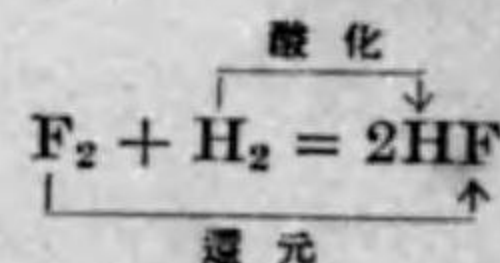 酸化
F₂ + H₂ = 2HF
還元